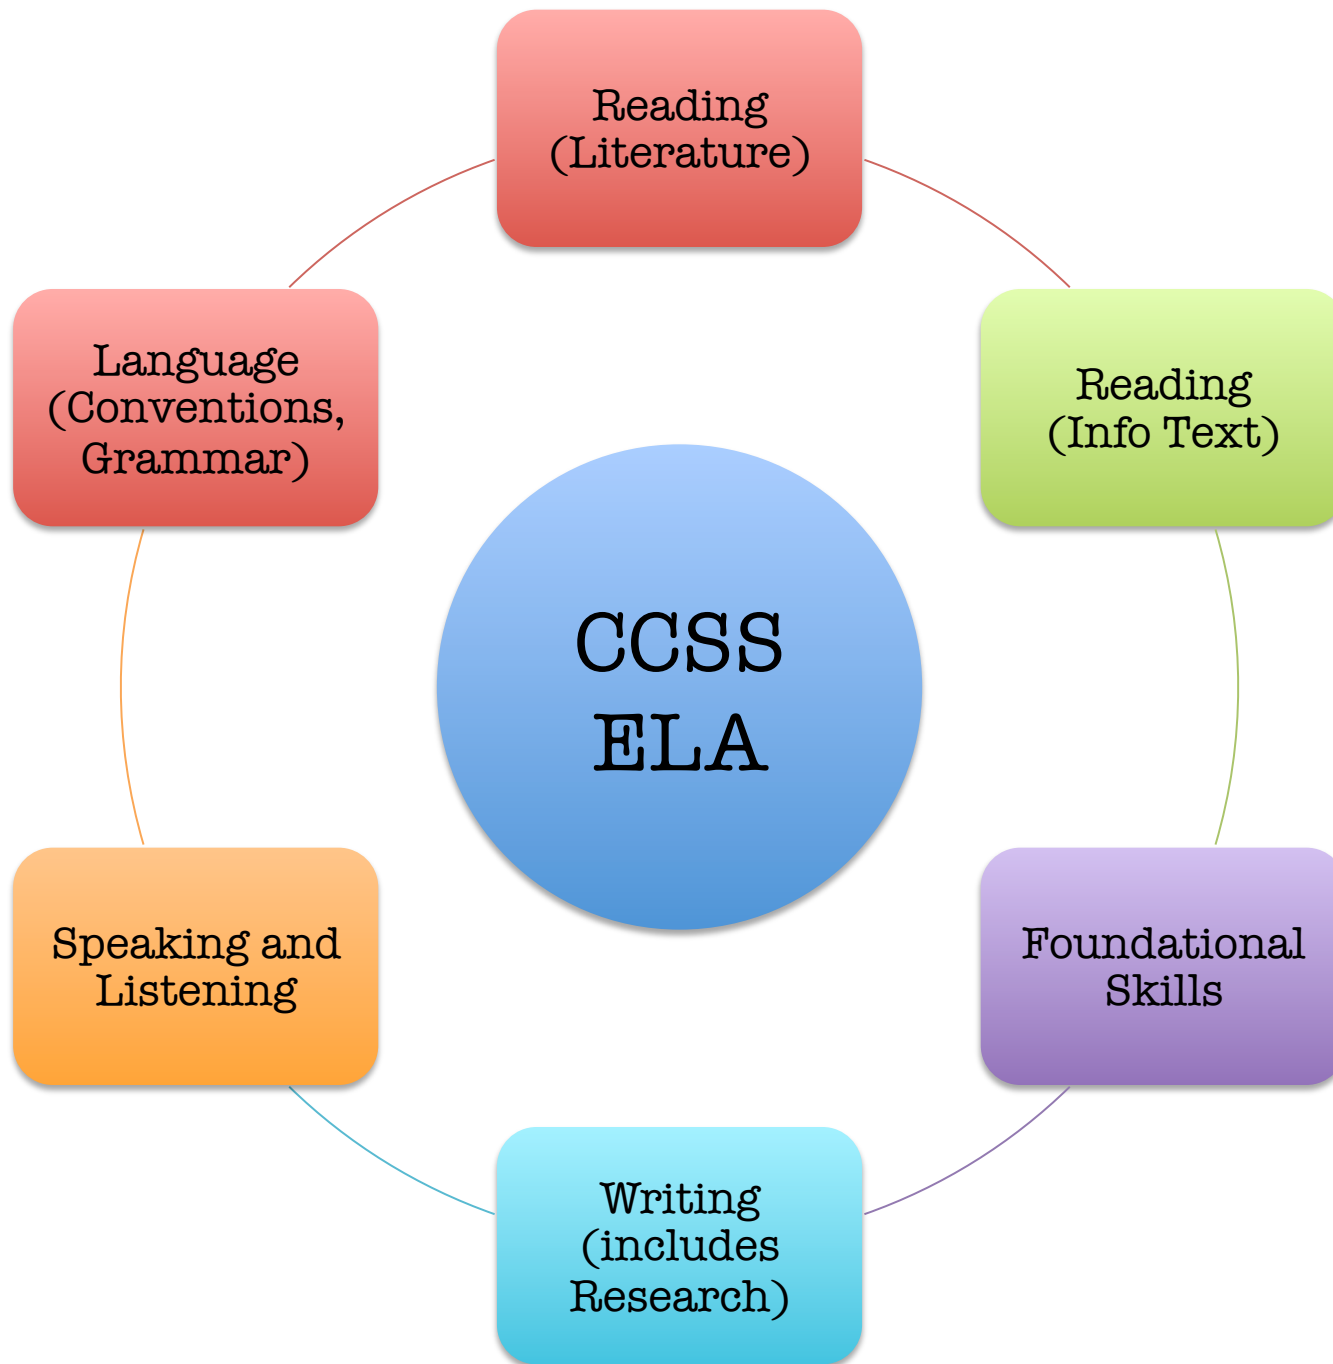 Reading
(Literature)
Reading
(Info Text)
Foundational
Skills
Writing
(includes
Research)
Speaking and
Listening
Language
(Conventions,
Grammar)
CCSS
ELA